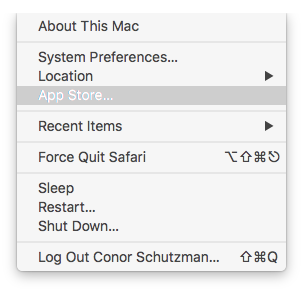 About This Mac
System Preferences...
Location ▶
App Store...
Recent Items ▶
Force Quit Safari ⌥⇧⌘⎋
Sleep
Restart...
Shut Down...
Log Out Conor Schutzman... ⇧⌘Q